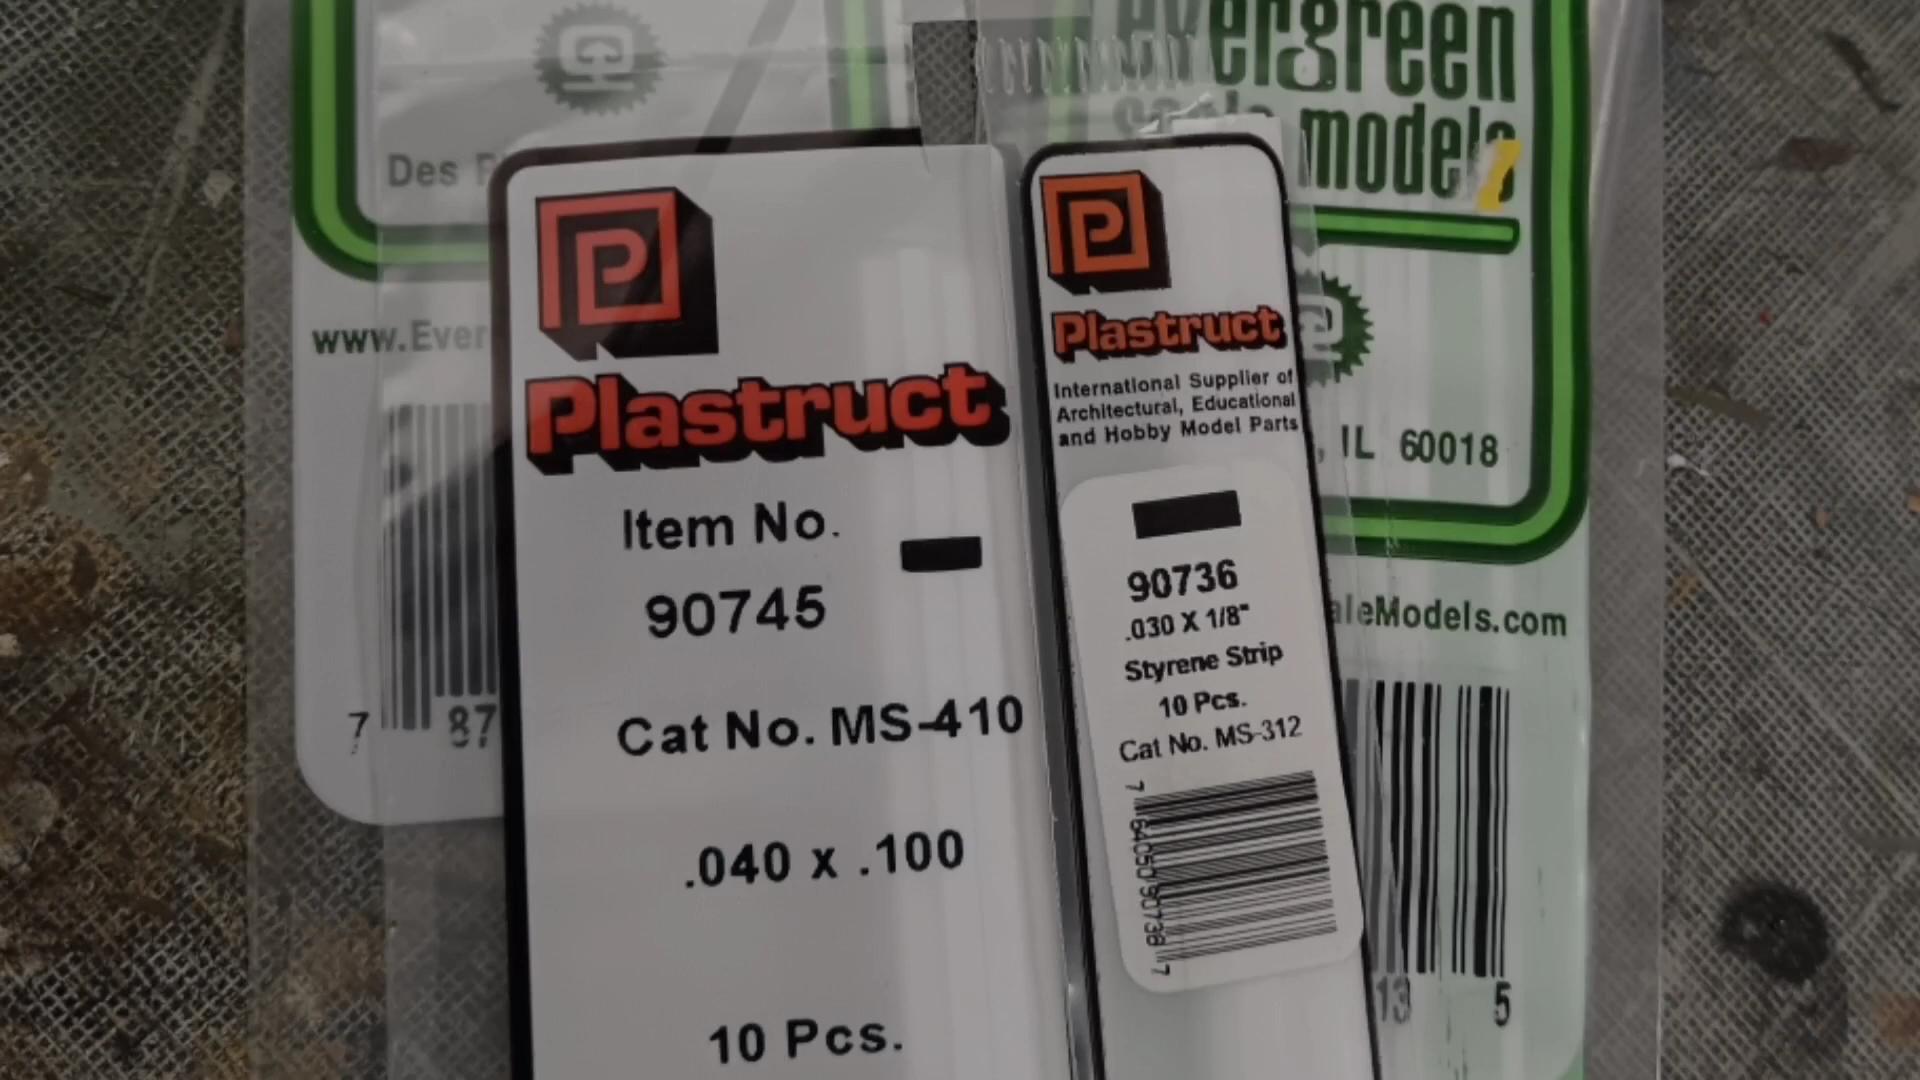 evergreen
scale models
Des
www.Ever
7
87
P
Plastruct
Item No.
90745
Cat No. MS-410
.040 x .100
10 Pcs.
P
Plastruct
International Supplier of
Architectural, Educational
and Hobby Model Parts
90736
.030 X 1/8"
Styrene Strip
10 Pcs.
Cat No. MS-312
7
7
, IL 60018
aleModels.com
13
5